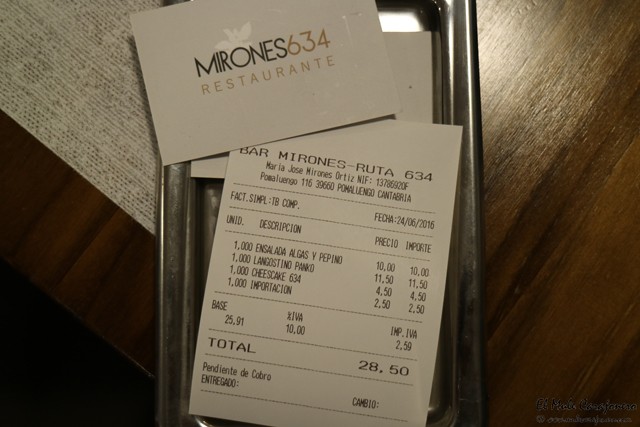 MIRONES634
RESTAURANTE
BAR MIRONES-RUTA 634
Maria Jose Mirones Ortiz NIF: 13786920F
Pomaluengo 116 39660 POMALUENGO CANTABRIA
FACT.SIMPL:TB COMP. FECHA:24/06/2016
UNID. DESCRIPCION PRECIO IMPORTE
1,000 ENSALADA ALGAS Y PEPINO 10,00 10,00
1,000 LANGOSTINO PANKO 11,50 11,50
1,000 CHEESCAKE 634 4,50 4,50
1,000 IMPORTACION 2,50 2,50
BASE %IVA IMP.IVA
25,91 10,00 2,59
TOTAL 28,50
Pendiente de Cobro
ENTREGADO: CAMBIO: